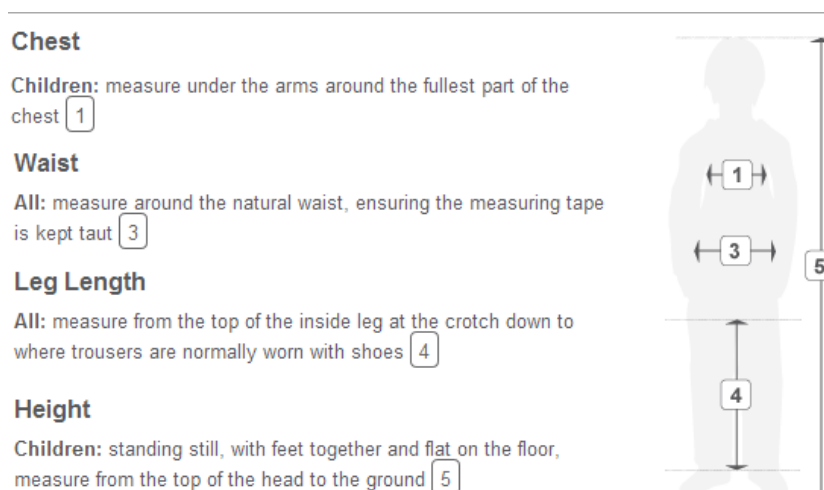 Chest
Children: measure under the arms around the fullest part of the
chest 1
Waist
All: measure around the natural waist, ensuring the measuring tape
is kept taut 3
Leg Length
All: measure from the top of the inside leg at the crotch down to
where trousers are normally worn with shoes 4
Height
Children: standing still, with feet together and flat on the floor,
measure from the top of the head to the ground 5
1
3
5
4